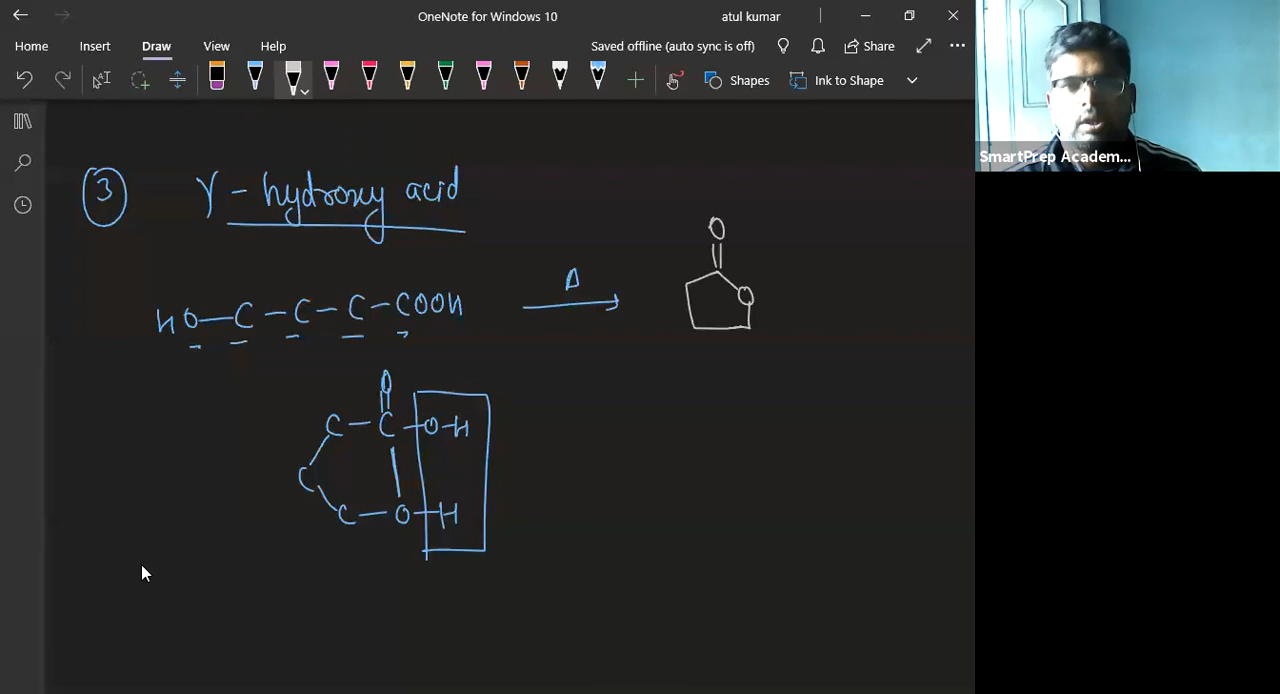 OneNote for Windows 10
atul kumar
Home Insert Draw View Help
Saved offline (auto sync is off)
Share
Shapes
Ink to Shape
SmartPrep Academ...
③ γ - hydroxy acid
HO—C—C—C—COOH Δ
O
O
O
C—C—O—H
C
C—O—H